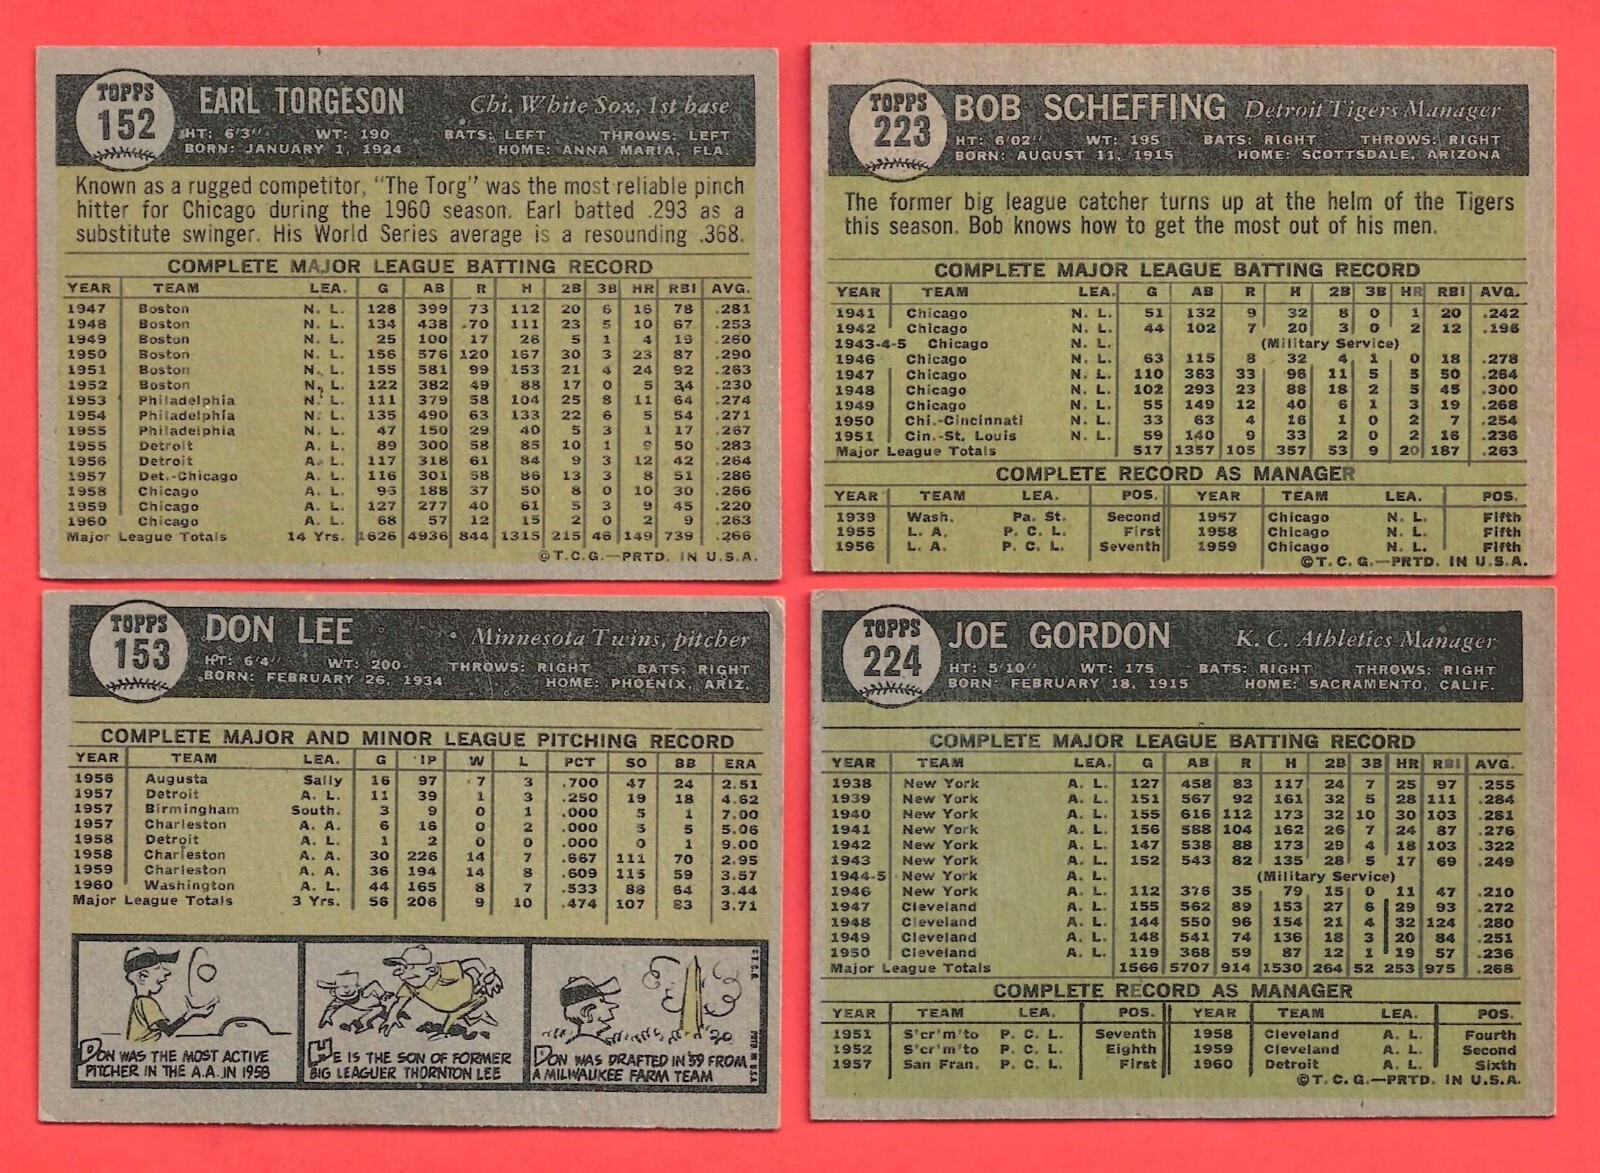 TOPPS
152
EARL TORGESON Chi. White Sox, 1st base
HT: 6'3" WT: 190 BATS: LEFT THROWS: LEFT
BORN: JANUARY 1, 1924 HOME: ANNA MARIA, FLA.
Known as a rugged competitor, "The Torg" was the most reliable pinch
hitter for Chicago during the 1960 season. Earl batted .293 as a
substitute swinger. His World Series average is a resounding .368.
COMPLETE MAJOR LEAGUE BATTING RECORD
YEAR TEAM LEA. G AB R H 2B 3B HR RBI AVG.
1947 Boston N. L. 128 399 73 112 20 6 16 78 .281
1948 Boston N. L. 134 438 70 111 23 5 10 67 .253
1949 Boston N. L. 25 100 17 26 5 1 4 19 .260
1950 Boston N. L. 156 576 120 167 30 3 23 87 .290
1951 Boston N. L. 155 581 99 153 21 4 24 92 .263
1952 Boston N. L. 122 382 49 88 17 0 5 34 .230
1953 Philadelphia N. L. 111 379 58 104 25 8 11 64 .274
1954 Philadelphia N. L. 135 490 63 133 22 6 5 54 .271
1955 Philadelphia N. L. 47 150 29 40 5 3 1 17 .267
1955 Detroit A. L. 89 300 58 85 10 1 9 50 .283
1956 Detroit A. L. 117 318 61 84 9 3 12 42 .264
1957 Det.-Chicago A. L. 116 301 58 86 13 3 8 51 .286
1958 Chicago A. L. 96 188 37 50 8 0 10 30 .266
1959 Chicago A. L. 127 277 40 61 5 3 9 45 .220
1960 Chicago A. L. 68 57 12 15 2 0 2 9 .263
Major League Totals 14 Yrs. 1626 4936 844 1315 215 46 149 739 .266
©T.C.G.—PRTD. IN U.S.A.
TOPPS
223
BOB SCHEFFING Detroit Tigers Manager
HT: 6'02" WT: 195 BATS: RIGHT THROWS: RIGHT
BORN: AUGUST 11, 1915 HOME: SCOTTSDALE, ARIZONA
The former big league catcher turns up at the helm of the Tigers
this season. Bob knows how to get the most out of his men.
COMPLETE MAJOR LEAGUE BATTING RECORD
YEAR TEAM LEA. G AB R H 2B 3B HR RBI AVG.
1941 Chicago N. L. 51 132 9 32 8 0 1 20 .242
1942 Chicago N. L. 44 102 7 20 3 0 2 12 .196
1943-4-5 Chicago N. L. (Military Service)
1946 Chicago N. L. 63 115 8 32 4 1 0 18 .278
1947 Chicago N. L. 110 363 33 96 11 5 5 50 .264
1948 Chicago N. L. 102 293 23 88 18 2 5 45 .300
1949 Chicago N. L. 55 149 12 40 6 1 3 19 .268
1950 Chi.-Cincinnati N. L. 33 63 4 16 1 0 2 7 .254
1951 Cin.-St. Louis N. L. 59 140 9 33 2 0 2 16 .236
Major League Totals 517 1357 105 357 53 9 20 187 .263
COMPLETE RECORD AS MANAGER
YEAR TEAM LEA. POS. YEAR TEAM LEA. POS.
1939 Wash. Pa. St. Second 1957 Chicago N. L. Fifth
1955 L. A. P. C. L. First 1958 Chicago N. L. Fifth
1956 L. A. P. C. L. Seventh 1959 Chicago N. L. Fifth
©T.C.G.—PRTD. IN U.S.A.
TOPPS
153
DON LEE Minnesota Twins, pitcher
HT: 6'4" WT: 200 THROWS: RIGHT BATS: RIGHT
BORN: FEBRUARY 26, 1934 HOME: PHOENIX, ARIZ.
COMPLETE MAJOR AND MINOR LEAGUE PITCHING RECORD
YEAR TEAM LEA. G IP W L PCT SO BB ERA
1956 Augusta Sally 16 97 7 3 .700 47 24 2.51
1957 Detroit A. L. 11 39 1 3 .250 19 18 4.62
1957 Birmingham South. 3 9 0 1 .000 5 1 7.00
1957 Charleston A. A. 6 16 0 2 .000 5 5 5.06
1958 Detroit A. L. 1 2 0 0 .000 0 1 9.00
1958 Charleston A. A. 30 226 14 7 .667 111 70 2.95
1959 Charleston A. A. 36 194 14 8 .609 115 59 3.57
1960 Washington A. L. 44 165 8 7 .533 88 64 3.44
Major League Totals 3 Yrs. 56 206 9 10 .474 107 83 3.71
DON WAS THE MOST ACTIVE
PITCHER IN THE A.A. IN 1958
HE IS THE SON OF FORMER
BIG LEAGUER THORNTON LEE
DON WAS DRAFTED IN '59 FROM
A MILWAUKEE FARM TEAM
©T.C.G. PRTD. IN U.S.A.
TOPPS
224
JOE GORDON K. C. Athletics Manager
HT: 5'10" WT: 175 BATS: RIGHT THROWS: RIGHT
BORN: FEBRUARY 18, 1915 HOME: SACRAMENTO, CALIF.
COMPLETE MAJOR LEAGUE BATTING RECORD
YEAR TEAM LEA. G AB R H 2B 3B HR RBI AVG.
1938 New York A. L. 127 458 83 117 24 7 25 97 .255
1939 New York A. L. 151 567 92 161 32 5 28 111 .284
1940 New York A. L. 155 616 112 173 32 10 30 103 .281
1941 New York A. L. 156 588 104 162 26 7 24 87 .276
1942 New York A. L. 147 538 88 173 29 4 18 103 .322
1943 New York A. L. 152 543 82 135 28 5 17 69 .249
1944-5 New York A. L. (Military Service)
1946 New York A. L. 112 376 35 79 15 0 11 47 .210
1947 Cleveland A. L. 155 562 89 153 27 6 29 93 .272
1948 Cleveland A. L. 144 550 96 154 21 4 32 124 .280
1949 Cleveland A. L. 148 541 74 136 18 3 20 84 .251
1950 Cleveland A. L. 119 368 59 87 12 1 19 57 .236
Major League Totals 1566 5707 914 1530 264 52 253 975 .268
COMPLETE RECORD AS MANAGER
YEAR TEAM LEA. POS. YEAR TEAM LEA. POS.
1951 S'cr'm'to P. C. L. Seventh 1958 Cleveland A. L. Fourth
1952 S'cr'm'to P. C. L. Eighth 1959 Cleveland A. L. Second
1957 San Fran. P. C. L. First 1960 Detroit A. L. Sixth
©T.C.G.—PRTD. IN U.S.A.